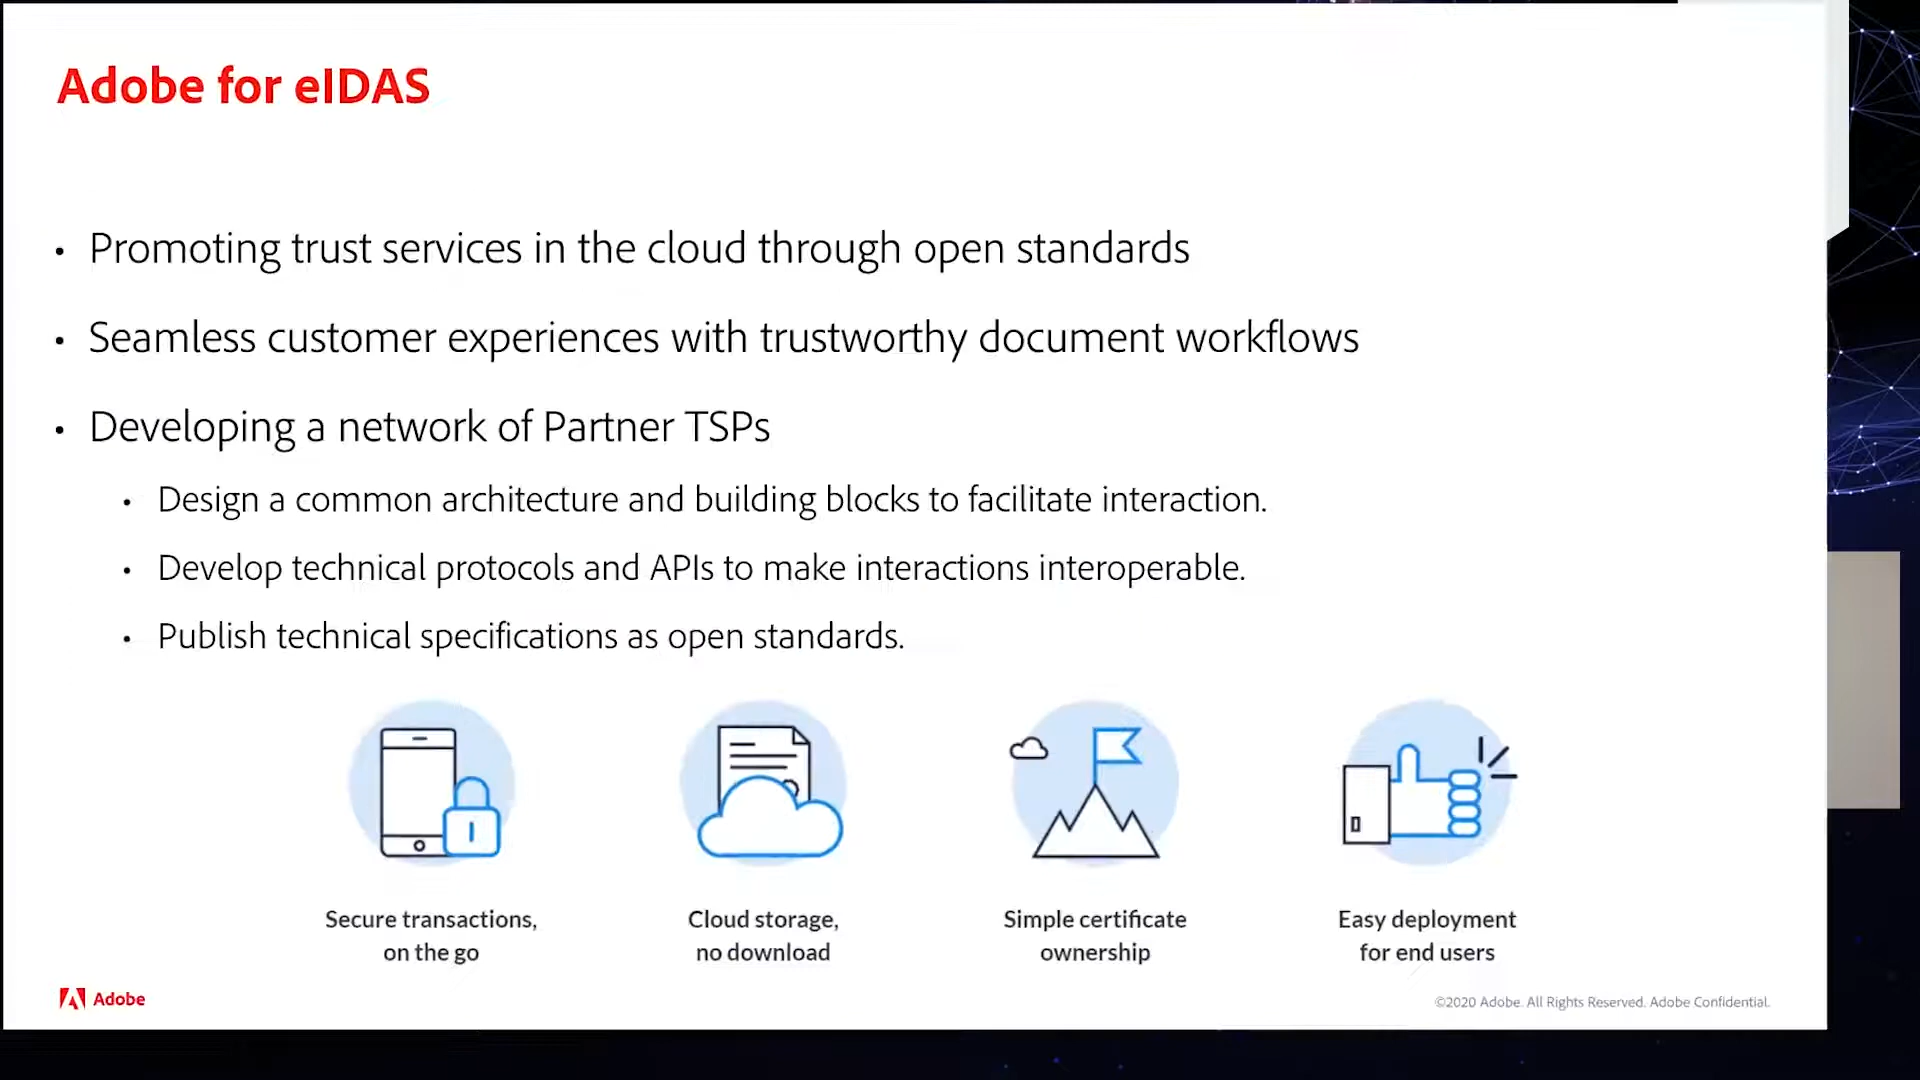 Adobe for eIDAS
• Promoting trust services in the cloud through open standards
• Seamless customer experiences with trustworthy document workflows
• Developing a network of Partner TSPs
• Design a common architecture and building blocks to facilitate interaction.
• Develop technical protocols and APIs to make interactions interoperable.
• Publish technical specifications as open standards.
Secure transactions,
on the go
Cloud storage,
no download
Simple certificate
ownership
Easy deployment
for end users
Adobe
©2020 Adobe. All Rights Reserved. Adobe Confidential.